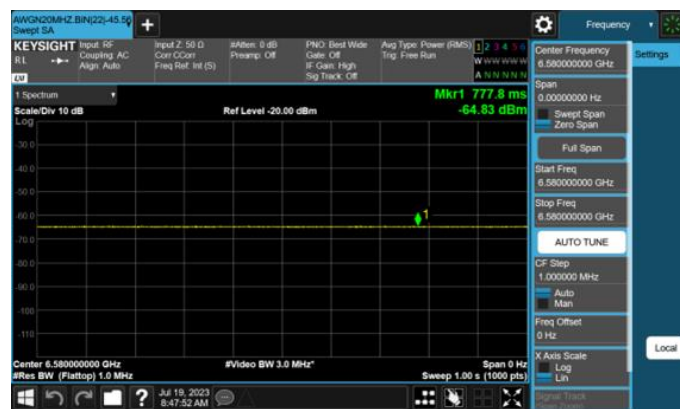 AWGN20MHZ.BIN(22)-45.50
Swept SA
Frequency
KEYSIGHT
RL
Input: RF
Coupling: AC
Align: Auto
Input Z: 50 Ω
Corr CCorr
Freq Ref: Int (S)
#Atten: 0 dB
Preamp: Off
PNO: Best Wide
Gate: Off
IF Gain: High
Sig Track: Off
Avg Type: Power (RMS)
Trig: Free Run
1 2 3 4 5 6
W W W W W W
A N N N N N
LXI
1 Spectrum
Scale/Div 10 dB
Log
Ref Level -20.00 dBm
Mkr1 777.8 ms
-64.83 dBm
-30.0
-40.0
-50.0
-60.0
-70.0
-80.0
-90.0
-100
-110
1
Center 6.580000000 GHz
#Res BW (Flattop) 1.0 MHz
#Video BW 3.0 MHz*
Span 0 Hz
Sweep 1.00 s (1000 pts)
Jul 19, 2023
8:47:52 AM
Center Frequency
6.580000000 GHz
Settings
Span
0.00000000 Hz
Swept Span
Zero Span
Full Span
Start Freq
6.580000000 GHz
Stop Freq
6.580000000 GHz
AUTO TUNE
CF Step
1.000000 MHz
Auto
Man
Freq Offset
0 Hz
X Axis Scale
Log
Lin
Local
Signal Track